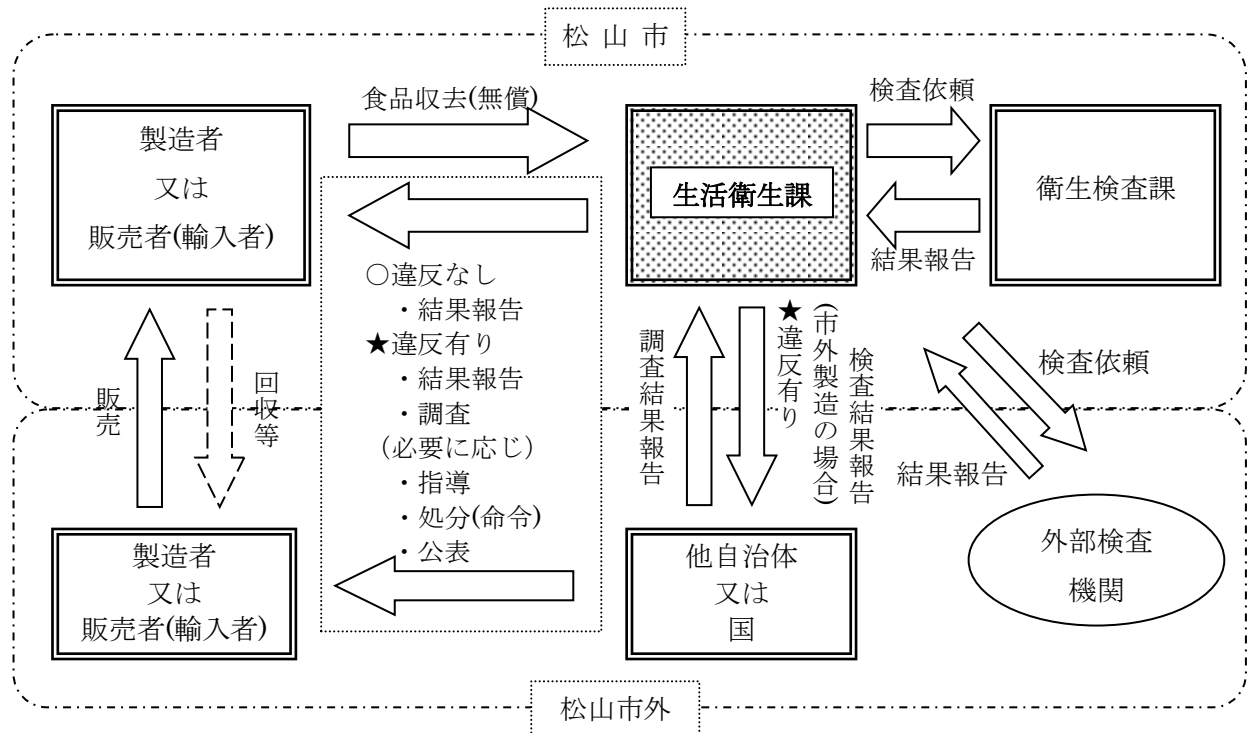 松 山 市
食品収去(無償)
検査依頼
製造者
又は
販売者(輸入者)
生活衛生課
衛生検査課
結果報告
○違反なし
・結果報告
★違反有り
・結果報告
・調査
(必要に応じ)
・指導
・処分(命令)
・公表
販売
回収等
調査結果報告
★違反有り
(市外製造の場合)
検査結果報告
検査依頼
結果報告
製造者
又は
販売者(輸入者)
他自治体
又は
国
外部検査
機関
松山市外